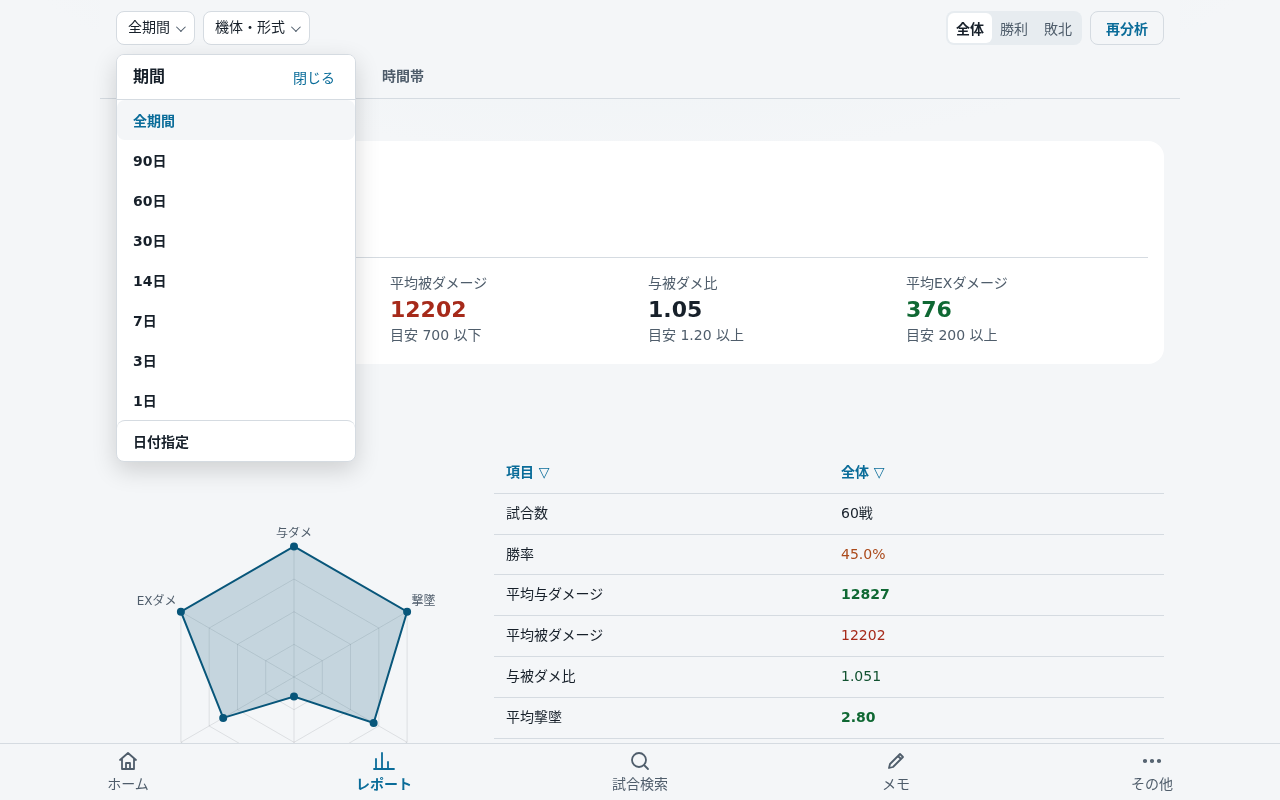 全期間
機体・形式
全体 勝利 敗北
再分析
期間
閉じる
時間帯
全期間
90日
60日
30日
14日
7日
3日
1日
日付指定
平均被ダメージ
12202
目安 700 以下
与被ダメ比
1.05
目安 1.20 以上
平均EXダメージ
376
目安 200 以上
与ダメ
撃墜
EXダメ
項目 ▽ 全体 ▽
試合数 60戦
勝率 45.0%
平均与ダメージ 12827
平均被ダメージ 12202
与被ダメ比 1.051
平均撃墜 2.80
ホーム
レポート
試合検索
メモ
その他